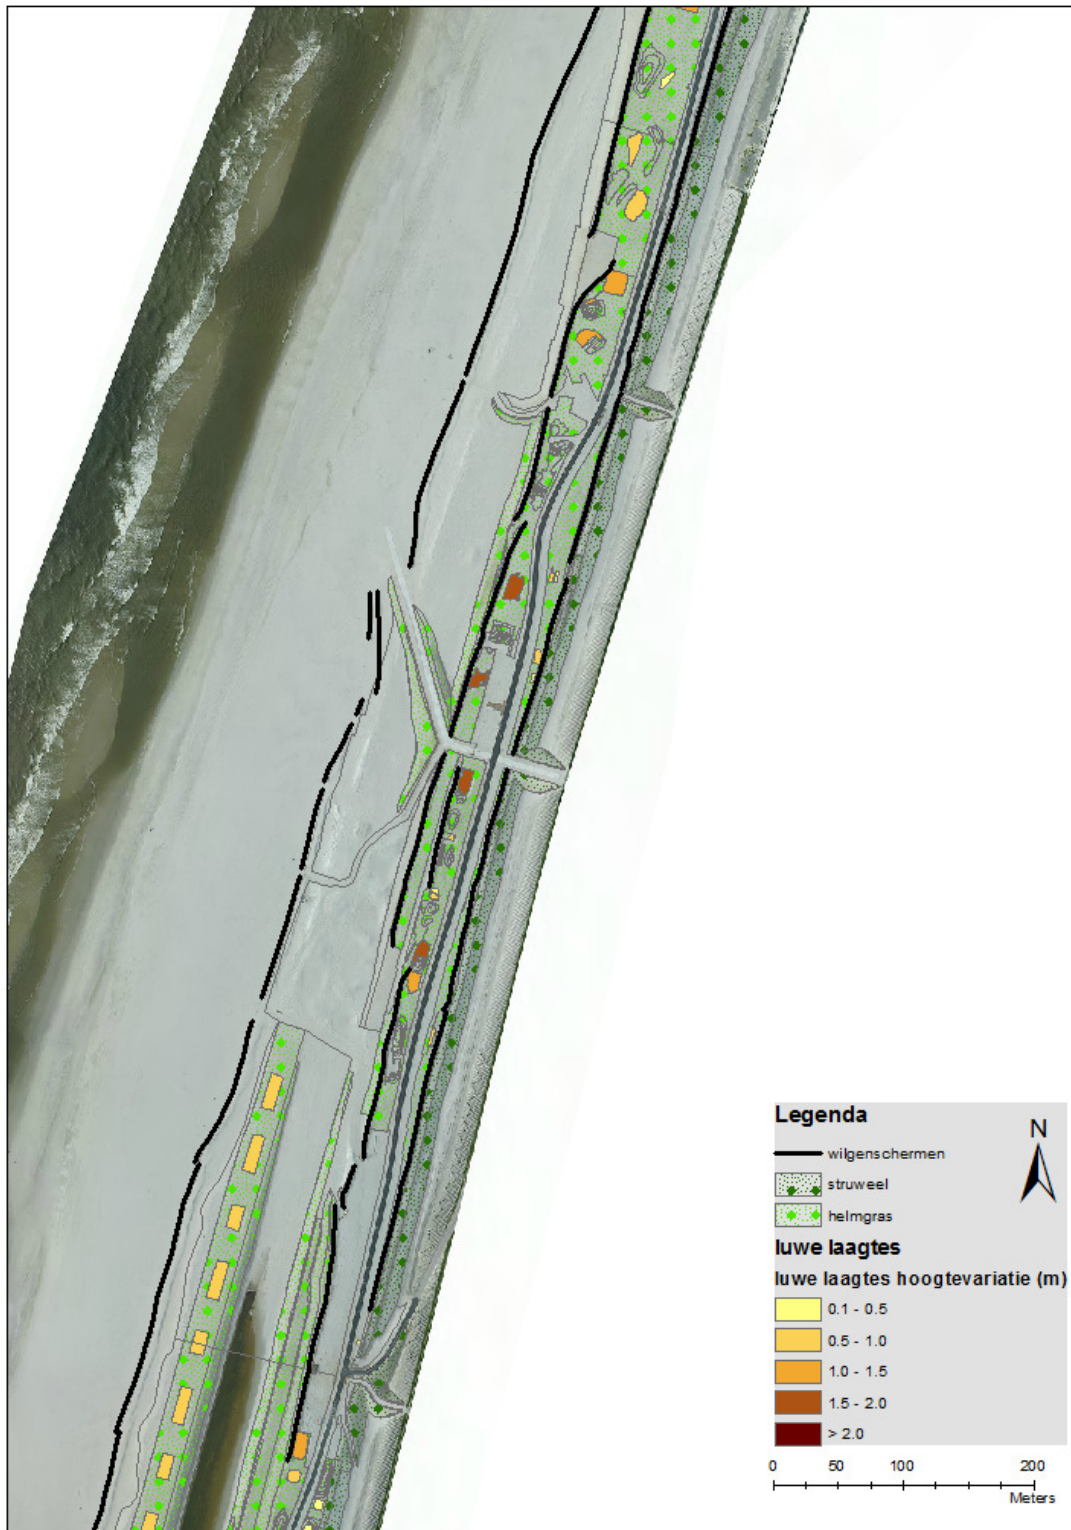 Legenda
N
wilgenschermen
struweel
helmgras
luwe laagtes
luwe laagtes hoogtevariatie (m)
0.1 - 0.5
0.5 - 1.0
1.0 - 1.5
1.5 - 2.0
> 2.0
0 50 100 200
Meters